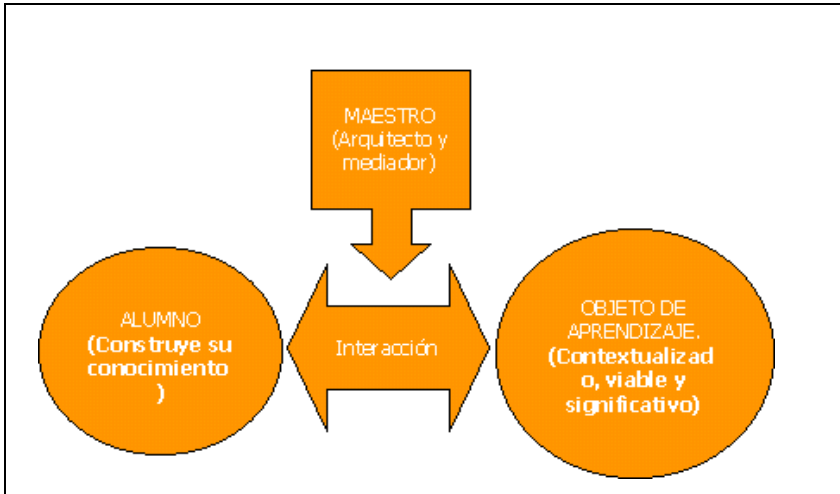 MAESTRO
(Arquitecto y
mediador)
ALUMNO
(Construye su
conocimiento
)
Interacción
OBJETO DE
APRENDIZAJE.
(Contextualizad
o, viable y
significativo)